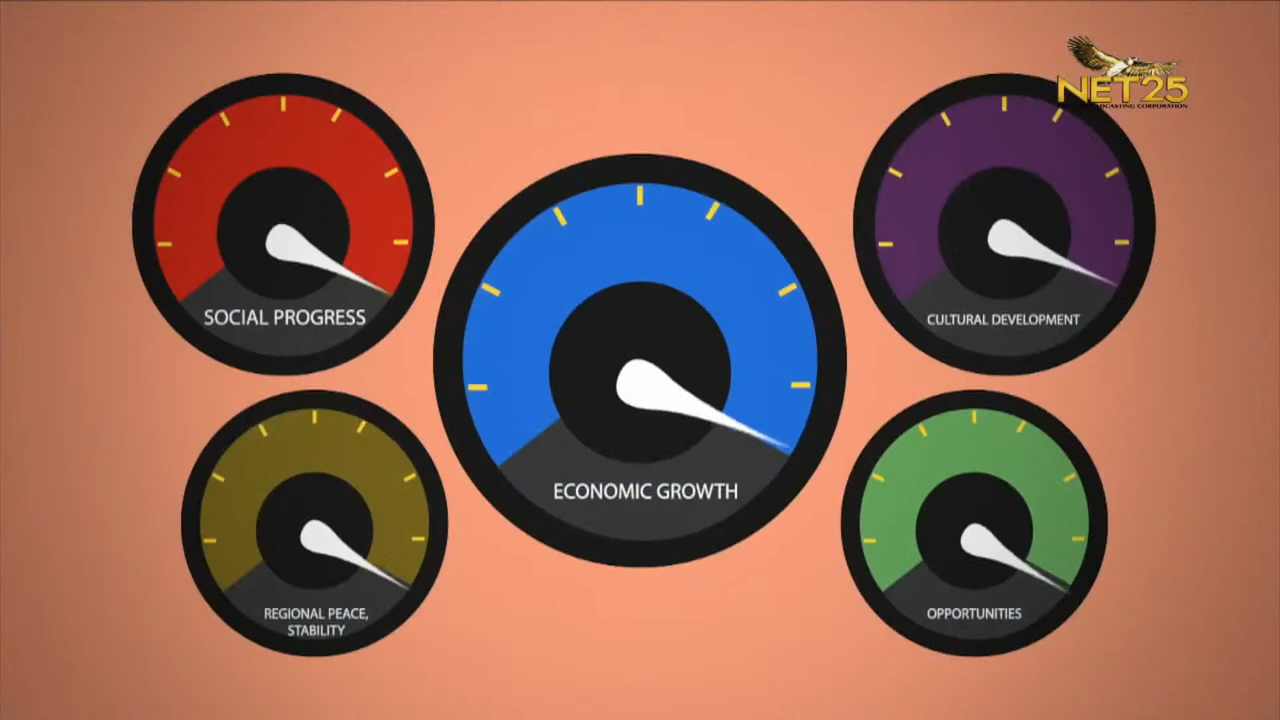 NET25
SOCIAL PROGRESS
CULTURAL DEVELOPMENT
ECONOMIC GROWTH
REGIONAL PEACE,
STABILITY
OPPORTUNITIES